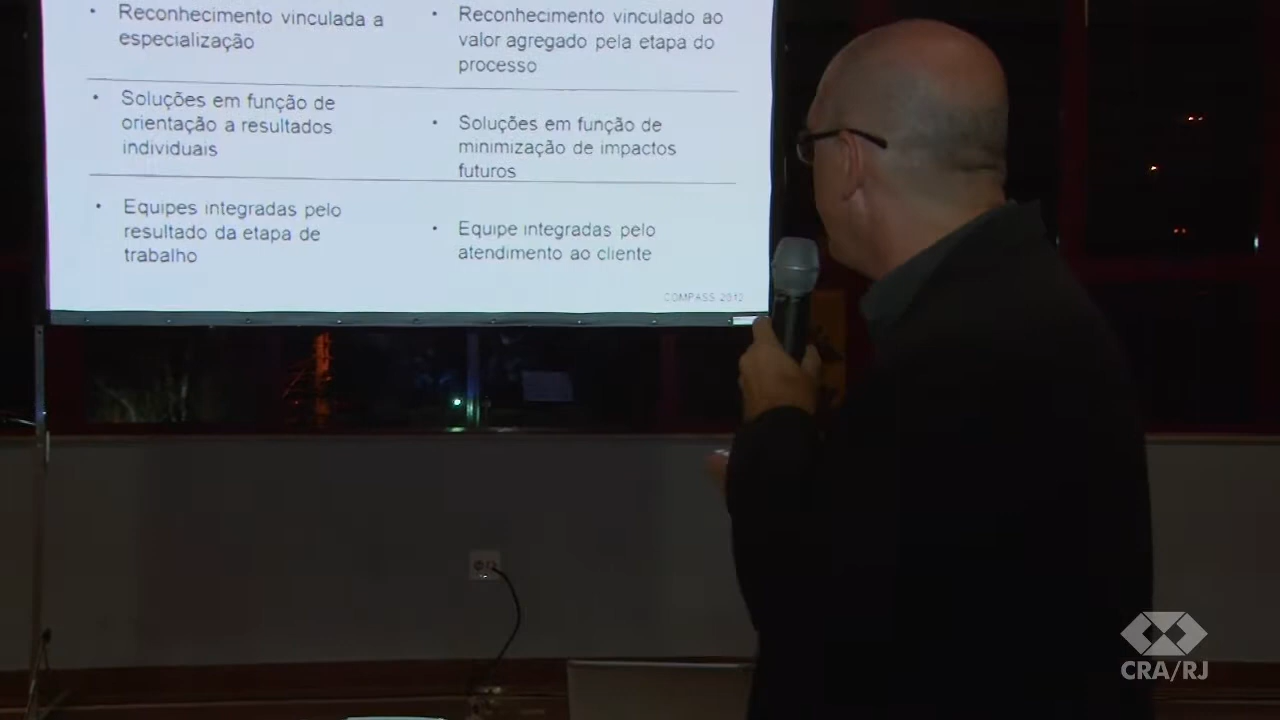 • Reconhecimento vinculada a
especialização
• Reconhecimento vinculado ao
valor agregado pela etapa do
processo
• Soluções em função de
orientação a resultados
individuais
• Soluções em função de
minimização de impactos
futuros
• Equipes integradas pelo
resultado da etapa de
trabalho
• Equipe integradas pelo
atendimento ao cliente
CRA/RJ